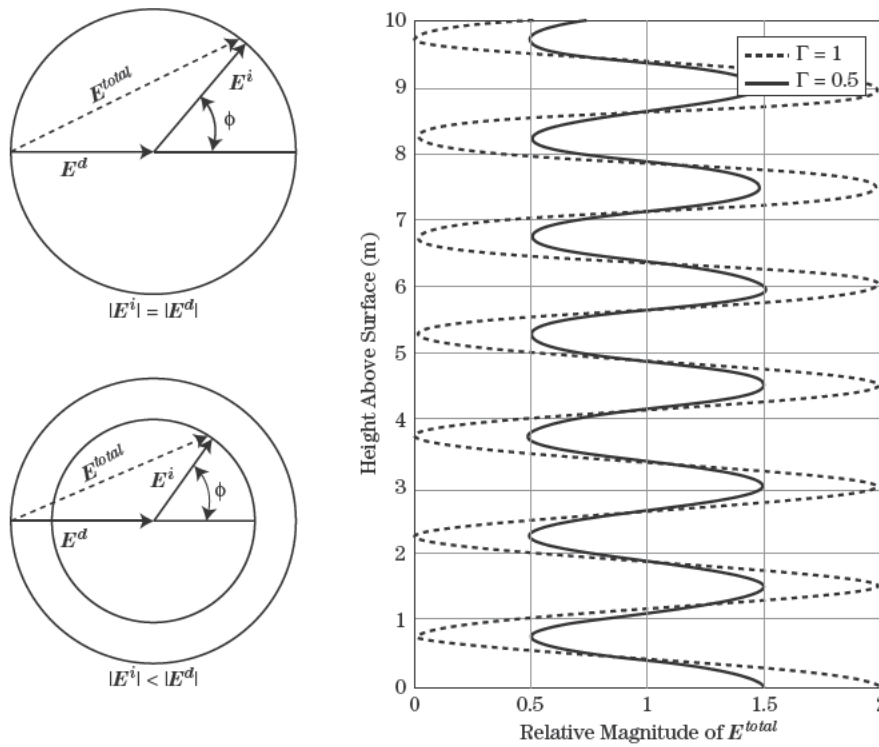 E^total
E^i
ϕ
E^d
|E^i| = |E^d|
E^total
E^i
ϕ
E^d
|E^i| < |E^d|
Γ = 1
Γ = 0.5
Height Above Surface (m)
10
9
8
7
6
5
4
3
2
1
0
0 0.5 1 1.5 2
Relative Magnitude of E^total